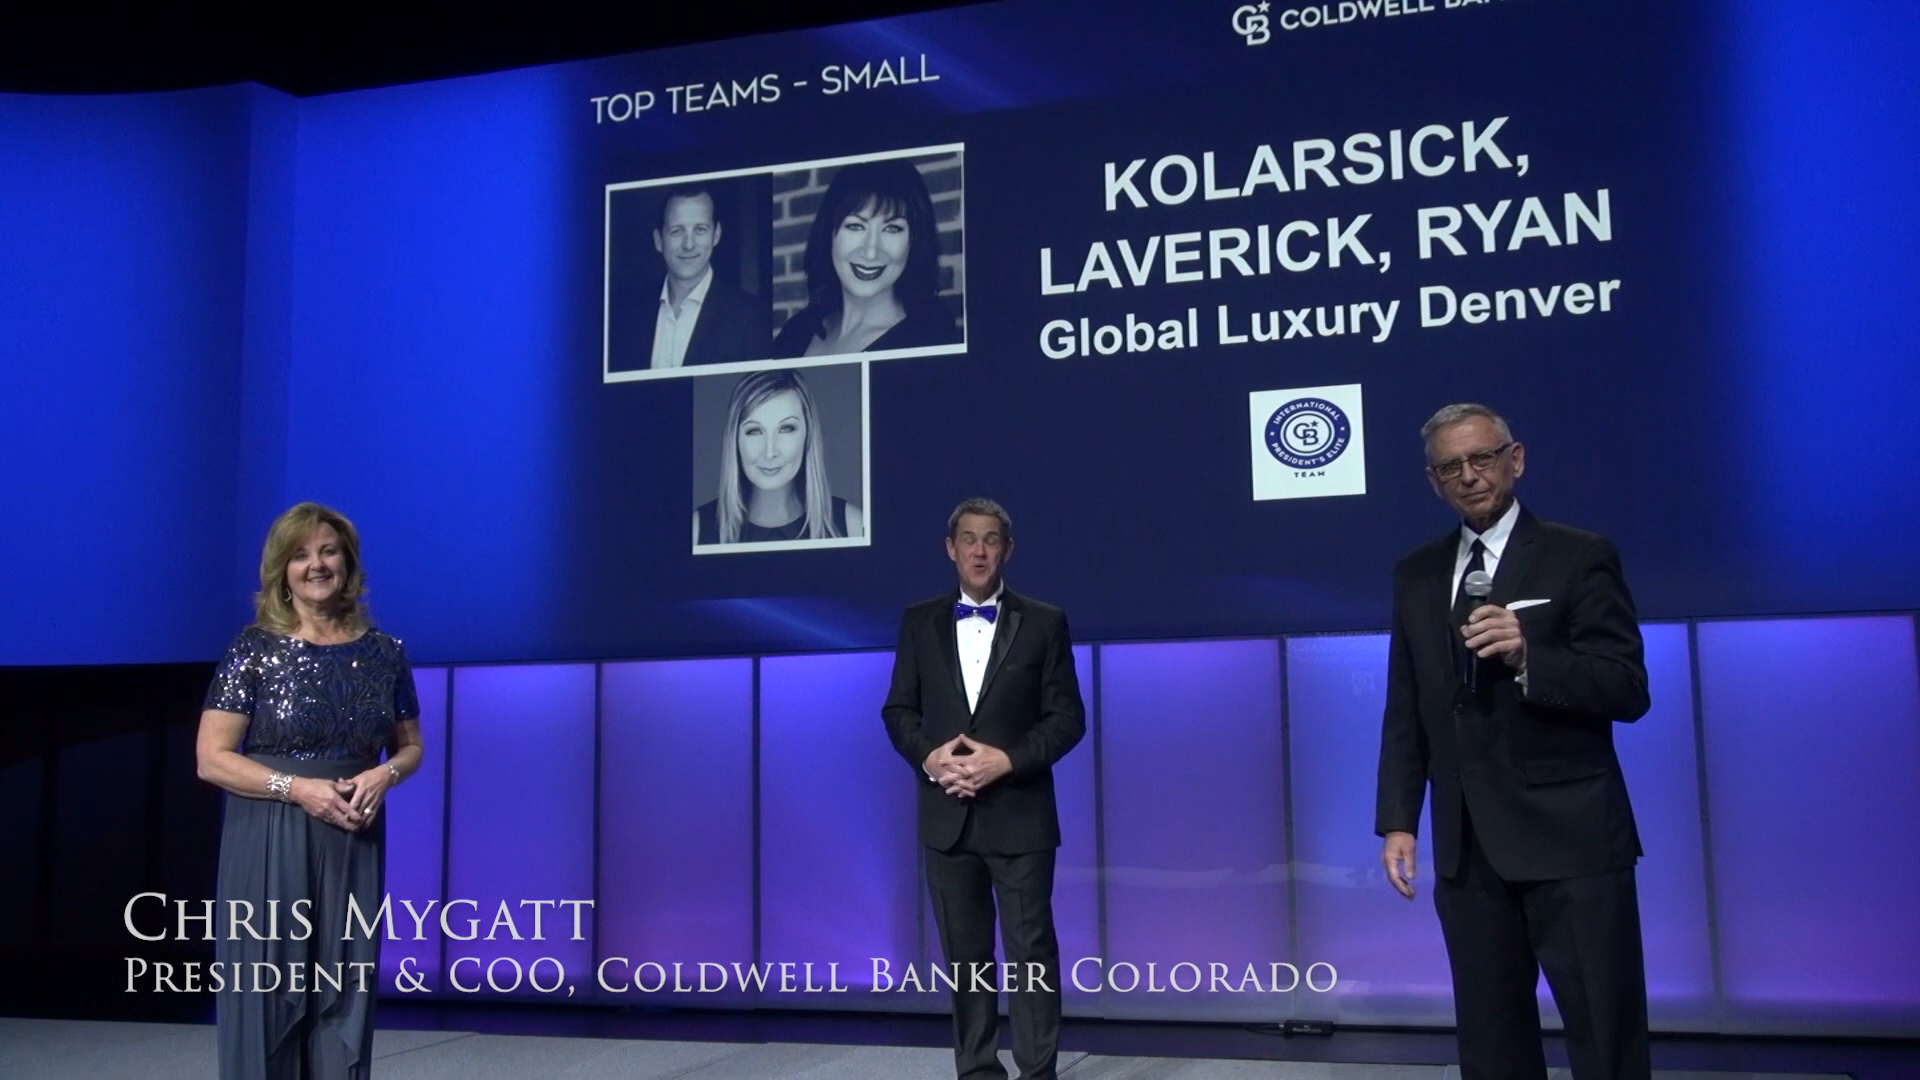 COLDWELL
TOP TEAMS - SMALL
KOLARSICK,
LAVERICK, RYAN
Global Luxury Denver
INTERNATIONAL
CB
PRESIDENT'S ELITE
TEAM
CHRIS MYGATT
PRESIDENT & COO, COLDWELL BANKER COLORADO